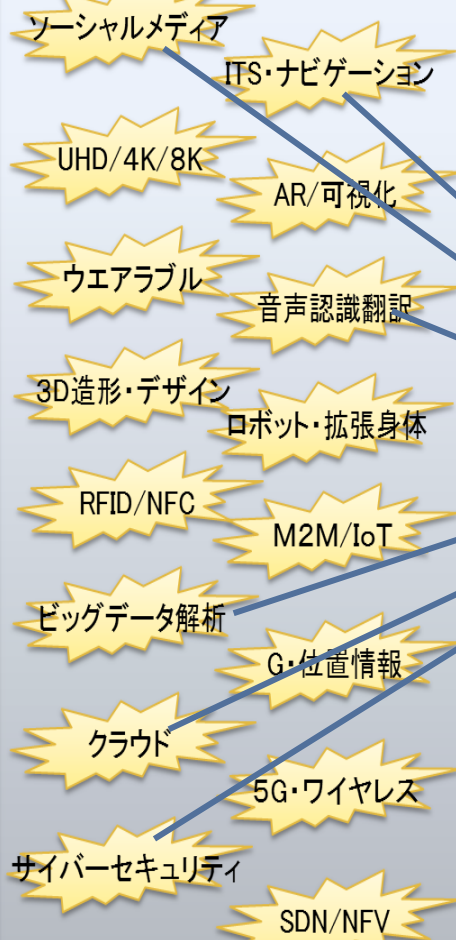 ソーシャルメディア
ITS・ナビゲーション
UHD/4K/8K
AR/可視化
ウエアラブル
音声認識翻訳
3D造形・デザイン
ロボット・拡張身体
RFID/NFC
M2M/IoT
ビッグデータ解析
G・位置情報
クラウド
5G・ワイヤレス
サイバーセキュリティ
SDN/NFV